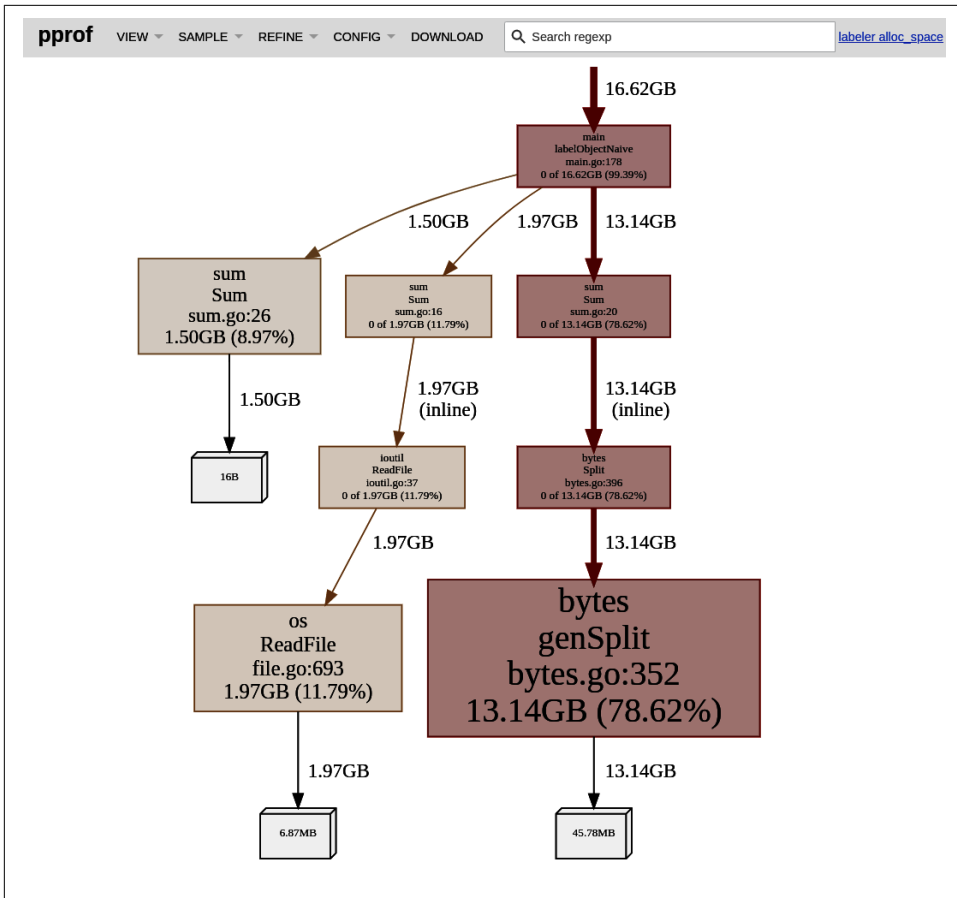 pprof VIEW SAMPLE REFINE CONFIG DOWNLOAD Search regexp labeler alloc_space
16.62GB
main
labelObjectNaive
main.go:178
0 of 16.62GB (99.39%)
1.50GB 1.97GB 13.14GB
sum
Sum
sum.go:26
1.50GB (8.97%)
sum
Sum
sum.go:16
0 of 1.97GB (11.79%)
sum
Sum
sum.go:20
0 of 13.14GB (78.62%)
1.50GB
1.97GB
(inline)
13.14GB
(inline)
16B
ioutil
ReadFile
ioutil.go:37
0 of 1.97GB (11.79%)
bytes
Split
bytes.go:396
0 of 13.14GB (78.62%)
1.97GB
13.14GB
os
ReadFile
file.go:693
1.97GB (11.79%)
bytes
genSplit
bytes.go:352
13.14GB (78.62%)
1.97GB
13.14GB
6.87MB
45.78MB